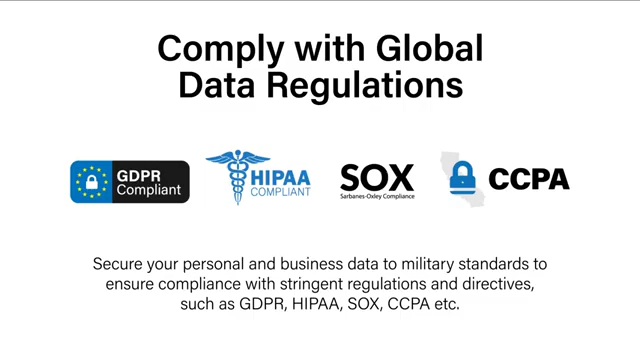 Comply with Global
Data Regulations
GDPR
Compliant
HIPAA
COMPLIANT
SOX
Sarbanes-Oxley Compliance
CCPA
Secure your personal and business data to military standards to
ensure compliance with stringent regulations and directives,
such as GDPR, HIPAA, SOX, CCPA etc.